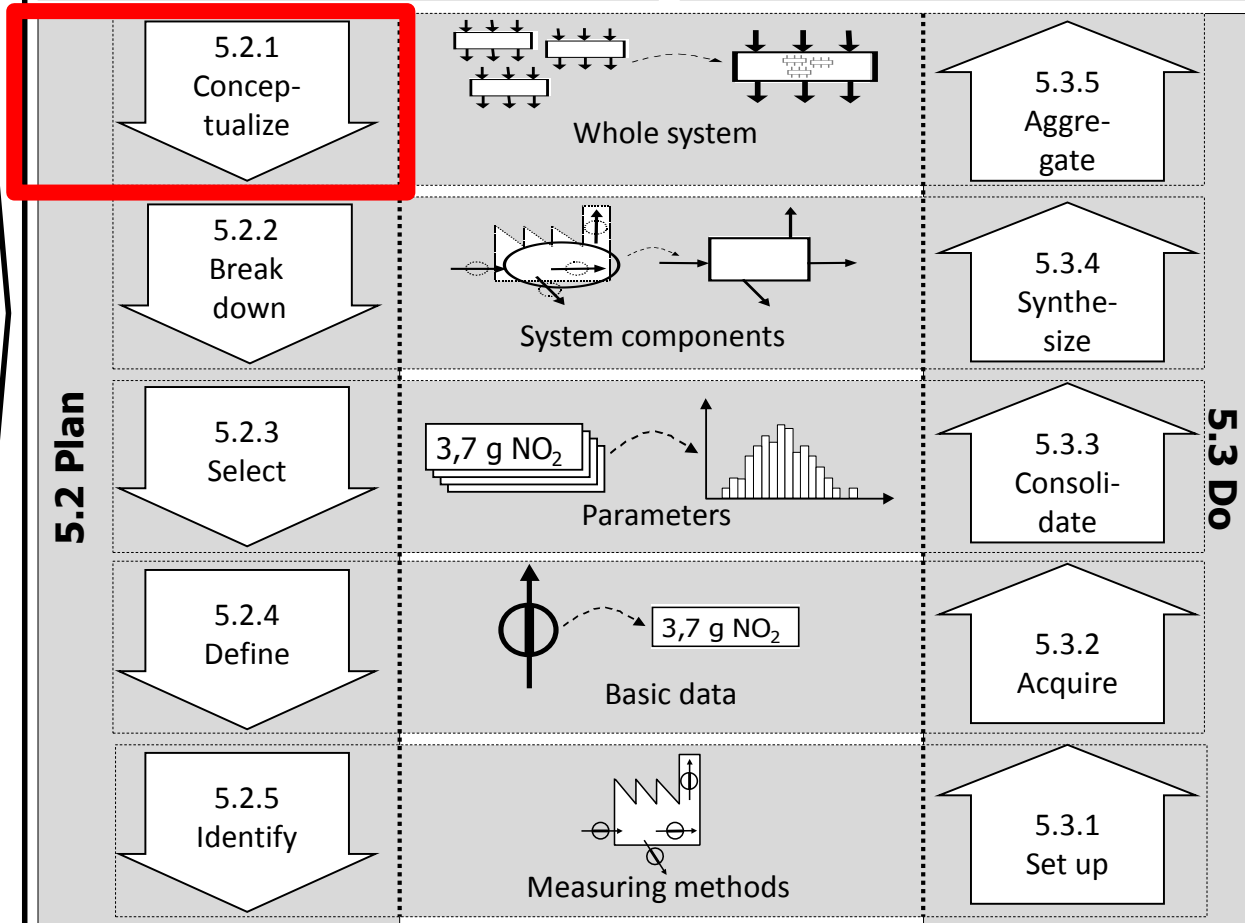 5.2 Plan
5.2.1
Concep-
tualize
Whole system
5.3.5
Aggre-
gate
5.2.2
Break
down
System components
5.3.4
Synthe-
size
5.2.3
Select
3,7 g NO₂
Parameters
5.3.3
Consoli-
date
5.2.4
Define
3,7 g NO₂
Basic data
5.3.2
Acquire
5.2.5
Identify
Measuring methods
5.3.1
Set up
5.3 Do